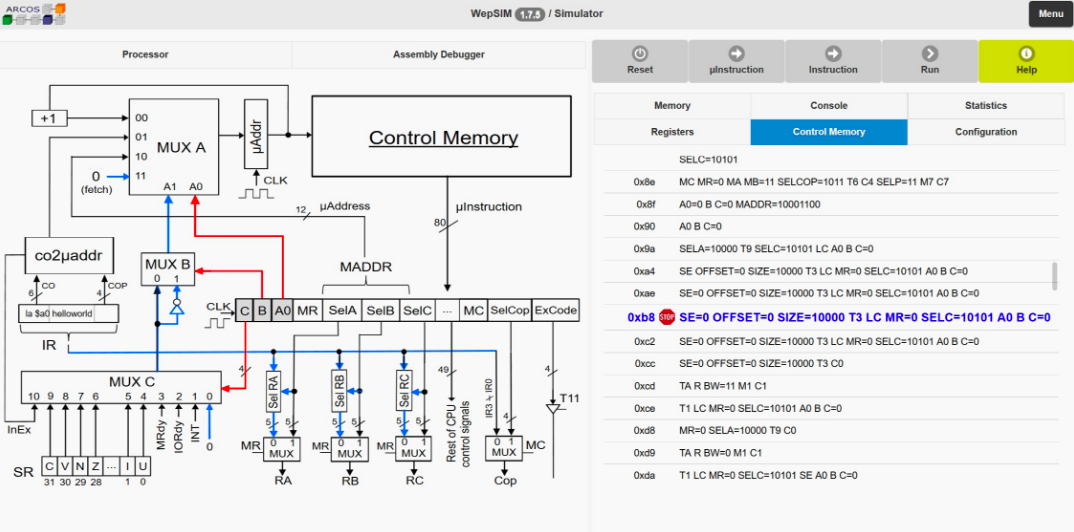 ARCOS
WepSIM 1.7.5 / Simulator
Menu
Processor
Assembly Debugger
Reset
µInstruction
Instruction
Run
Help
Memory
Console
Statistics
Registers
Control Memory
Configuration
+1
00
01
10
11
MUX A
A1 A0
0
(fetch)
µAddr
CLK
Control Memory
12
µAddress
80
µInstruction
co2µaddr
CO
6
COP
4
la $a0 helloworld
IR
MUX B
0 1
MADDR
CLK
C B A0 MR SelA SelB SelC ... MC SelCop ExCode
MUX C
10 9 8 7 6 5 4 3 2 1 0
4
InEx
MRdy
IORdy
INT
0
SR
C V N Z ... I U
31 30 29 28 1 0
Sel RA
Sel RB
Sel RC
5 5
5 5
5 5
MR 0 1 MUX
MR 0 1 MUX
MR 0 1 MUX
RA
RB
RC
49
Rest of CPU
control signals
IR3 ÷ IR0
4
0 1 MUX MC
Cop
4
T11
SELC=10101
0x8e MC MR=0 MA MB=11 SELCOP=1011 T6 C4 SELP=11 M7 C7
0x8f A0=0 B C=0 MADDR=10001100
0x90 A0 B C=0
0x9a SELA=10000 T9 SELC=10101 LC A0 B C=0
0xa4 SE OFFSET=0 SIZE=10000 T3 LC MR=0 SELC=10101 A0 B C=0
0xae SE=0 OFFSET=0 SIZE=10000 T3 LC MR=0 SELC=10101 A0 B C=0
0xb8 STOP SE=0 OFFSET=0 SIZE=10000 T3 LC MR=0 SELC=10101 A0 B C=0
0xc2 SE=0 OFFSET=0 SIZE=10000 T3 LC MR=0 SELC=10101 A0 B C=0
0xcc SE=0 OFFSET=0 SIZE=10000 T3 C0
0xcd TA R BW=11 M1 C1
0xce T1 LC MR=0 SELC=10101 A0 B C=0
0xd8 MR=0 SELA=10000 T9 C0
0xd9 TA R BW=0 M1 C1
0xda T1 LC MR=0 SELC=10101 SE A0 B C=0